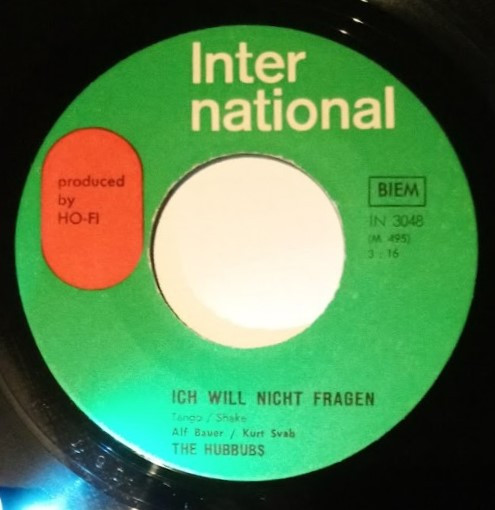 Inter
national
produced
by
HO-FI
BIEM
IN 3048
(M. 495)
3 : 16
ICH WILL NICHT FRAGEN
Tango / Shake
Alf Bauer / Kurt Svab
THE HUBBUBS